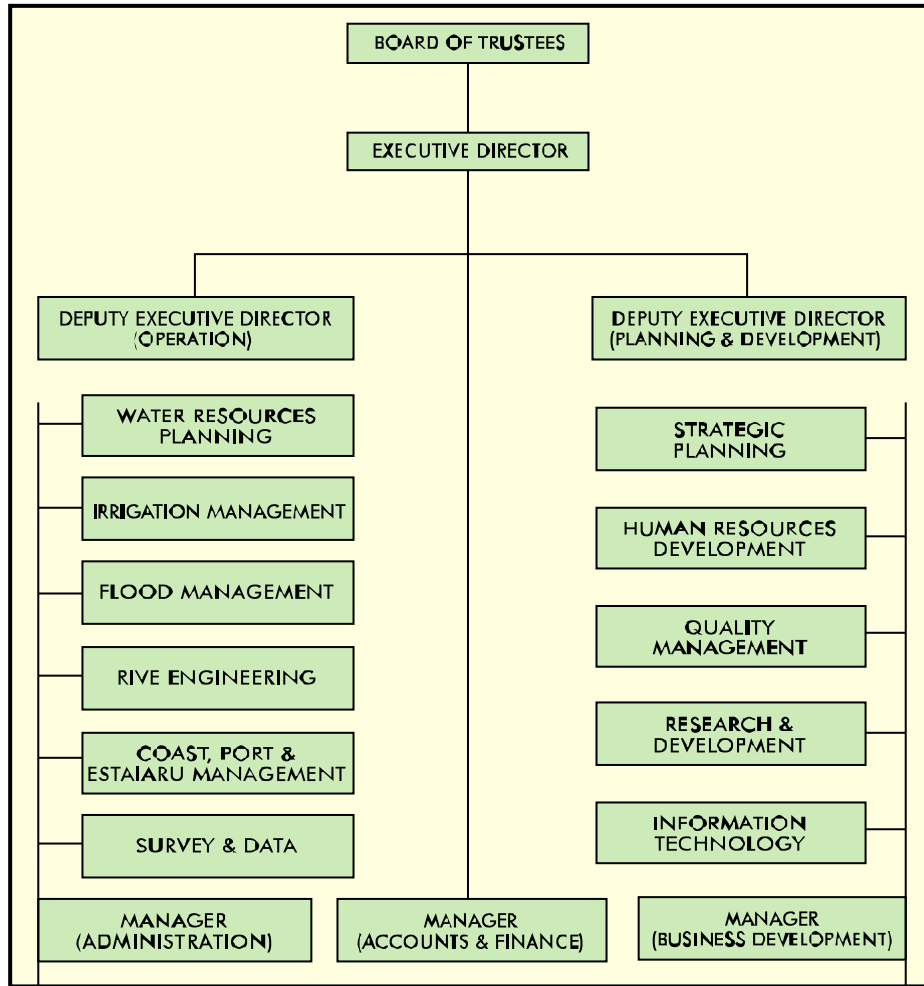 BOARD OF TRUSTEES
EXECUTIVE DIRECTOR
DEPUTY EXECUTIVE DIRECTOR
(OPERATION)
DEPUTY EXECUTIVE DIRECTOR
(PLANNING & DEVELOPMENT)
WATER RESOURCES
PLANNING
IRRIGATION MANAGEMENT
FLOOD MANAGEMENT
RIVE ENGINEERING
COAST, PORT &
ESTAIARU MANAGEMENT
SURVEY & DATA
STRATEGIC
PLANNING
HUMAN RESOURCES
DEVELOPMENT
QUALITY
MANAGEMENT
RESEARCH &
DEVELOPMENT
INFORMATION
TECHNOLOGY
MANAGER
(ADMINISTRATION)
MANAGER
(ACCOUNTS & FINANCE)
MANAGER
(BUSINESS DEVELOPMENT)